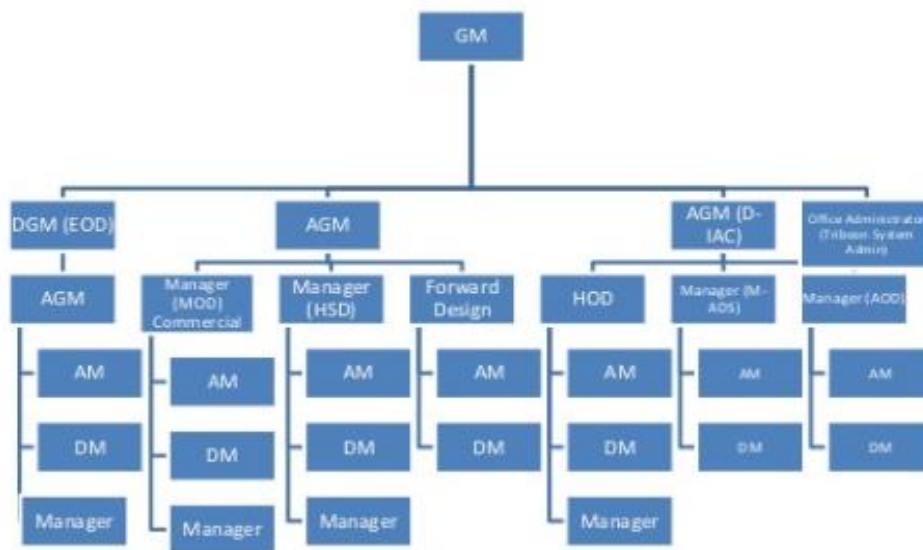 GM
DGM (EOD)
AGM
AGM (D-
IAC)
Office Administrator
(Tribeon System
Admin)
AGM
Manager
(MOD)
Commercial
Manager
(HSD)
Forward
Design
HOD
Manager (M-
AOS)
Manager (AOD)
AM
AM
AM
AM
AM
AM
AM
DM
DM
DM
DM
DM
DM
DM
Manager
Manager
Manager
Manager